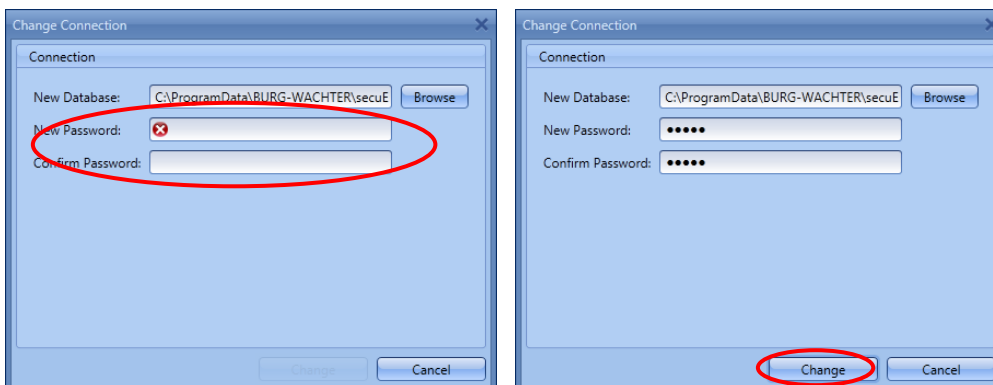 Change Connection
Connection
New Database: C:\ProgramData\BURG-WACHTER\secuE Browse
New Password:
Confirm Password:
Change Cancel
Change Connection
Connection
New Database: C:\ProgramData\BURG-WACHTER\secuE Browse
New Password: •••••
Confirm Password: •••••
Change Cancel